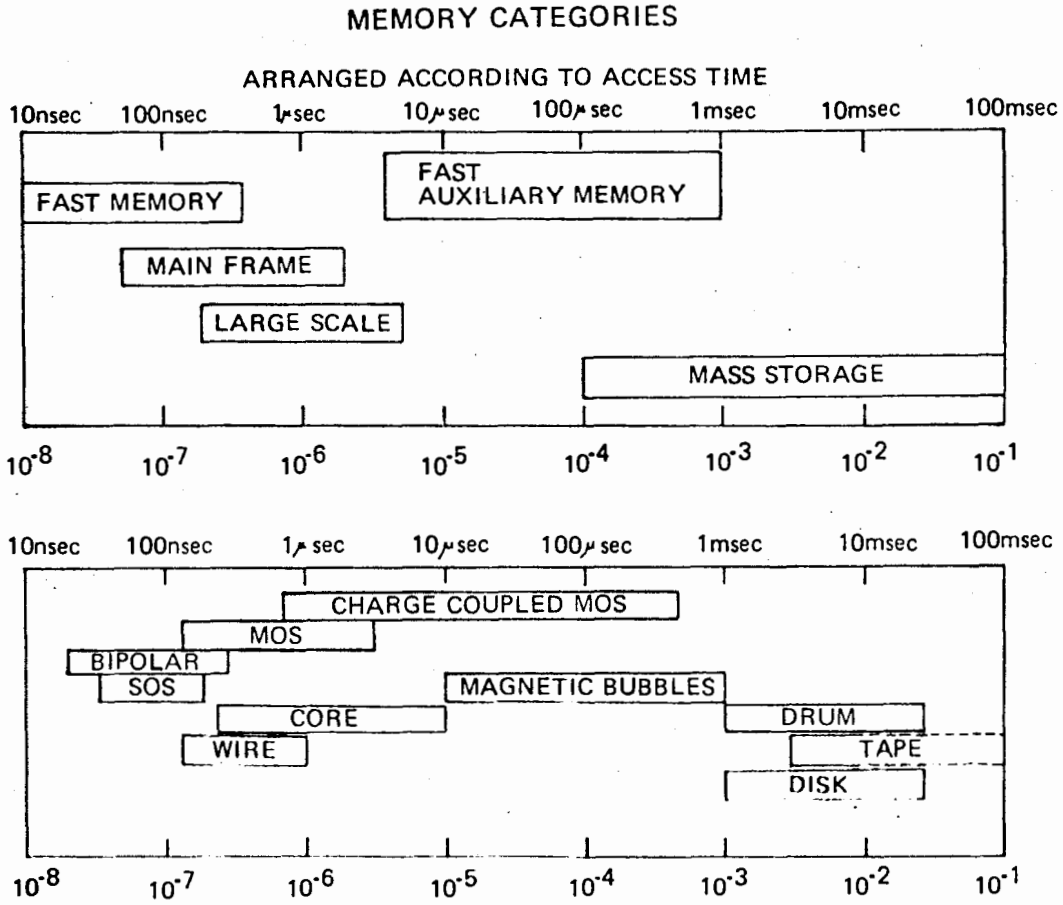 MEMORY CATEGORIES
ARRANGED ACCORDING TO ACCESS TIME
10nsec 100nsec 1μsec 10μsec 100μsec 1msec 10msec 100msec
FAST
AUXILIARY MEMORY
FAST MEMORY
MAIN FRAME
LARGE SCALE
MASS STORAGE
10⁻⁸ 10⁻⁷ 10⁻⁶ 10⁻⁵ 10⁻⁴ 10⁻³ 10⁻² 10⁻¹
10nsec 100nsec 1μsec 10μsec 100μsec 1msec 10msec 100msec
CHARGE COUPLED MOS
MOS
BIPOLAR
SOS MAGNETIC BUBBLES
CORE DRUM
WIRE TAPE
DISK
10⁻⁸ 10⁻⁷ 10⁻⁶ 10⁻⁵ 10⁻⁴ 10⁻³ 10⁻² 10⁻¹